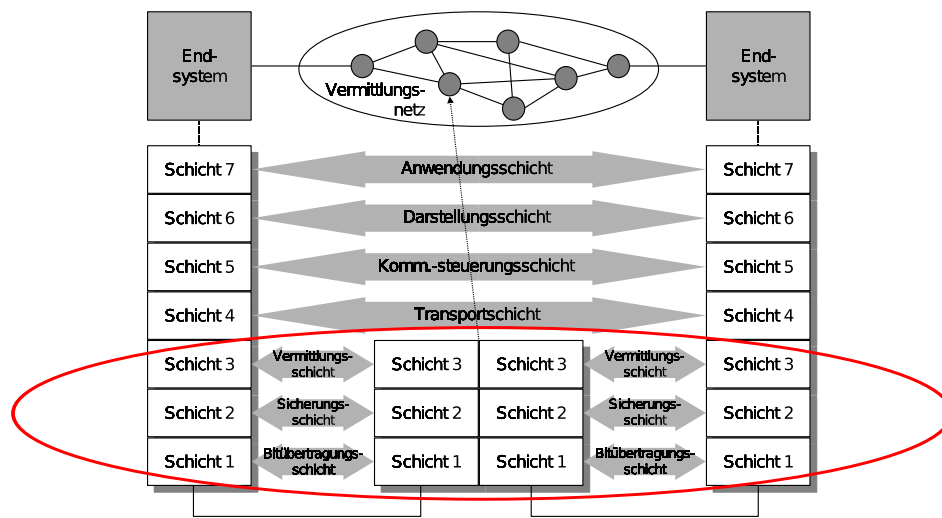 End-
system
End-
system
Vermittlungs-
netz
Schicht 7
Anwendungsschicht
Schicht 7
Schicht 6
Darstellungsschicht
Schicht 6
Schicht 5
Komm.-steuerungsschicht
Schicht 5
Schicht 4
Transportschicht
Schicht 4
Schicht 3
Vermittlungs-
schicht
Schicht 3
Schicht 3
Vermittlungs-
schicht
Schicht 3
Schicht 2
Sicherungs-
schicht
Schicht 2
Schicht 2
Sicherungs-
schicht
Schicht 2
Schicht 1
Bitübertragungs-
schicht
Schicht 1
Schicht 1
Bitübertragungs-
schicht
Schicht 1